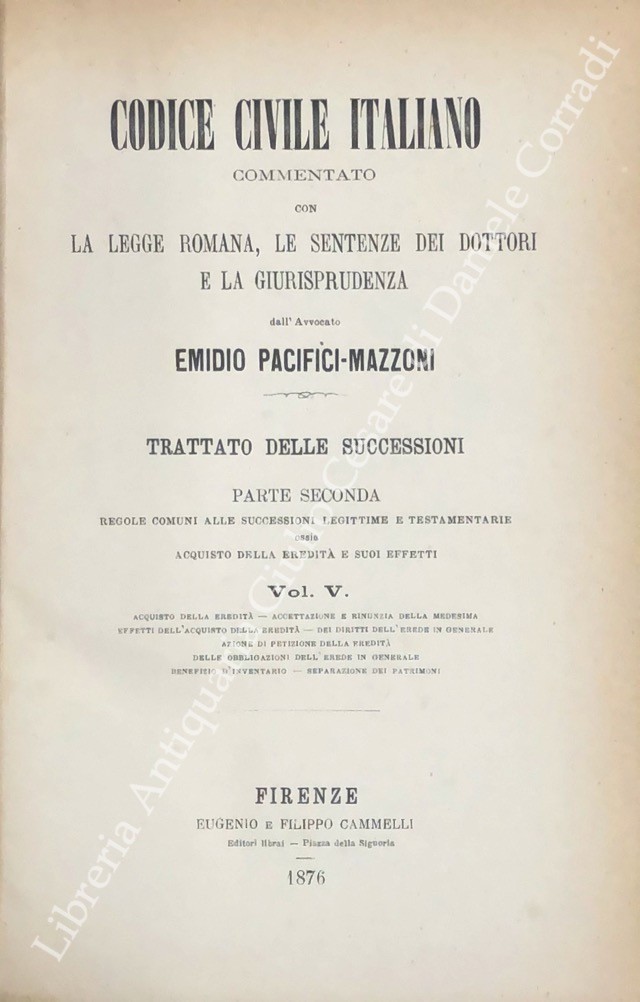 CODICE CIVILE ITALIANO
COMMENTATO
CON
LA LEGGE ROMANA, LE SENTENZE DEI DOTTORI
E LA GIURISPRUDENZA
dall' Avvocato
EMIDIO PACIFICI-MAZZONI
TRATTATO DELLE SUCCESSIONI
PARTE SECONDA
REGOLE COMUNI ALLE SUCCESSIONI LEGITTIME E TESTAMENTARIE
ossia
ACQUISTO DELLA EREDITÀ E SUOI EFFETTI
Vol. V.
ACQUISTO DELLA EREDITÀ — ACCETTAZIONE E RINUNZIA DELLA MEDESIMA
EFFETTI DELL'ACQUISTO DELLA EREDITÀ — DEI DIRITTI DELL'EREDE IN GENERALE
AZIONE DI PETIZIONE DELLA EREDITÀ
DELLE OBBLIGAZIONI DELL'EREDE IN GENERALE
BENEFIZIO D'INVENTARIO — SEPARAZIONE DEI PATRIMONI
FIRENZE
EUGENIO E FILIPPO CAMMELLI
Editori librai — Piazza della Signoria
1876
Libreria Antiquaria Giulio Cesare di Daniele Corradi